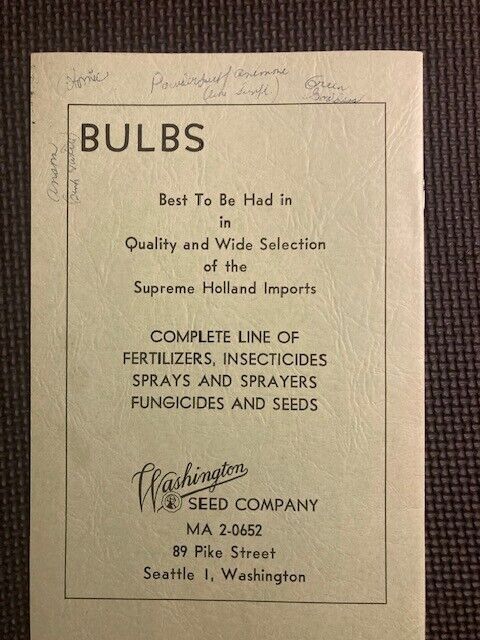 anemone
Green
BULBS
Best To Be Had in
in
Quality and Wide Selection
of the
Supreme Holland Imports
COMPLETE LINE OF
FERTILIZERS, INSECTICIDES
SPRAYS AND SPRAYERS
FUNGICIDES AND SEEDS
Washington
SEED COMPANY
MA 2-0652
89 Pike Street
Seattle 1, Washington